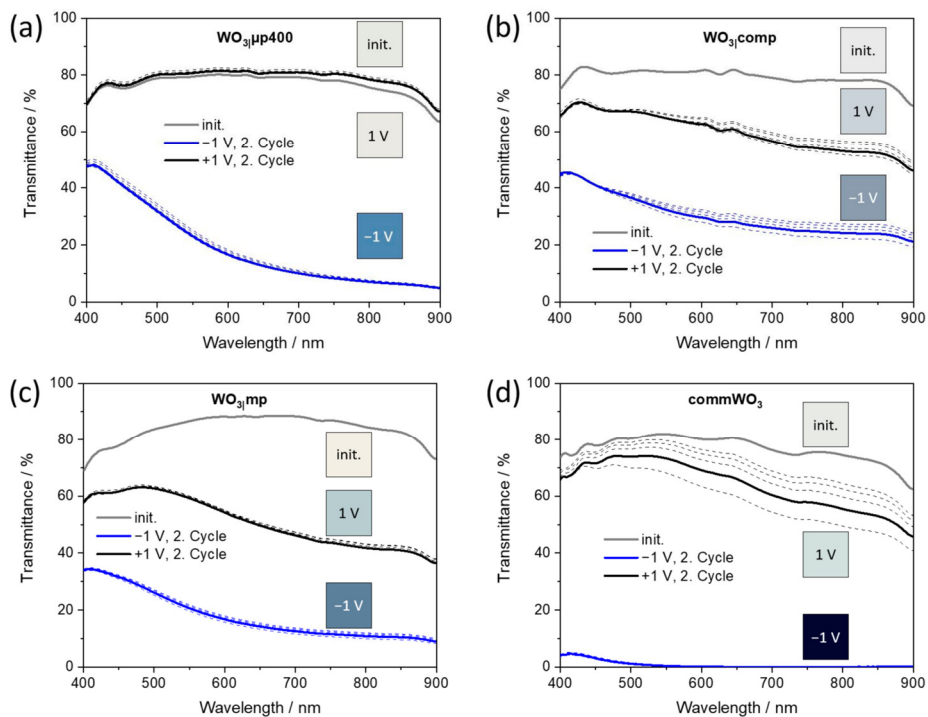 (a)
WO3|µp400
Transmittance / %
100
80
60
40
20
0
init.
1 V
−1 V
init.
−1 V, 2. Cycle
+1 V, 2. Cycle
400 500 600 700 800 900
Wavelength / nm
(b)
WO3|comp
Transmittance / %
100
80
60
40
20
0
init.
1 V
−1 V
init.
−1 V, 2. Cycle
+1 V, 2. Cycle
400 500 600 700 800 900
Wavelength / nm
(c)
WO3|mp
Transmittance / %
100
80
60
40
20
0
init.
1 V
−1 V
init.
−1 V, 2. Cycle
+1 V, 2. Cycle
400 500 600 700 800 900
Wavelength / nm
(d)
commWO3
Transmittance / %
100
80
60
40
20
0
init.
1 V
−1 V
init.
−1 V, 2. Cycle
+1 V, 2. Cycle
400 500 600 700 800 900
Wavelength / nm